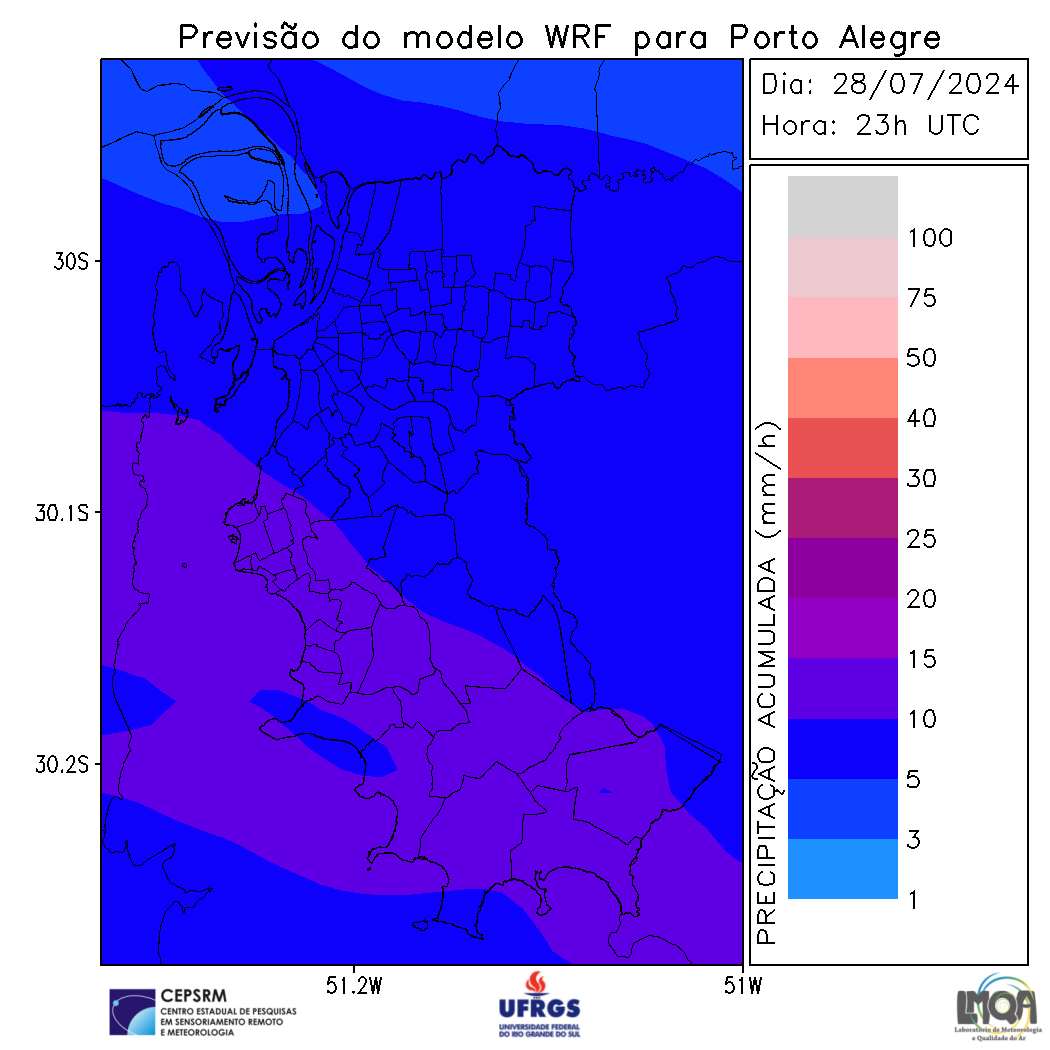 Previsão do modelo WRF para Porto Alegre
Dia: 28/07/2024
Hora: 23h UTC
30S
30.1S
30.2S
51.2W
51W
PRECIPITAÇÃO ACUMULADA (mm/h)
100
75
50
40
30
25
20
15
10
5
3
1
CEPSRM
CENTRO ESTADUAL DE PESQUISAS
EM SENSORIAMENTO REMOTO
E METEOROLOGIA
UFRGS
UNIVERSIDADE FEDERAL
DO RIO GRANDE DO SUL
LMQA
Laboratório de Meteorologia
e Qualidade do Ar